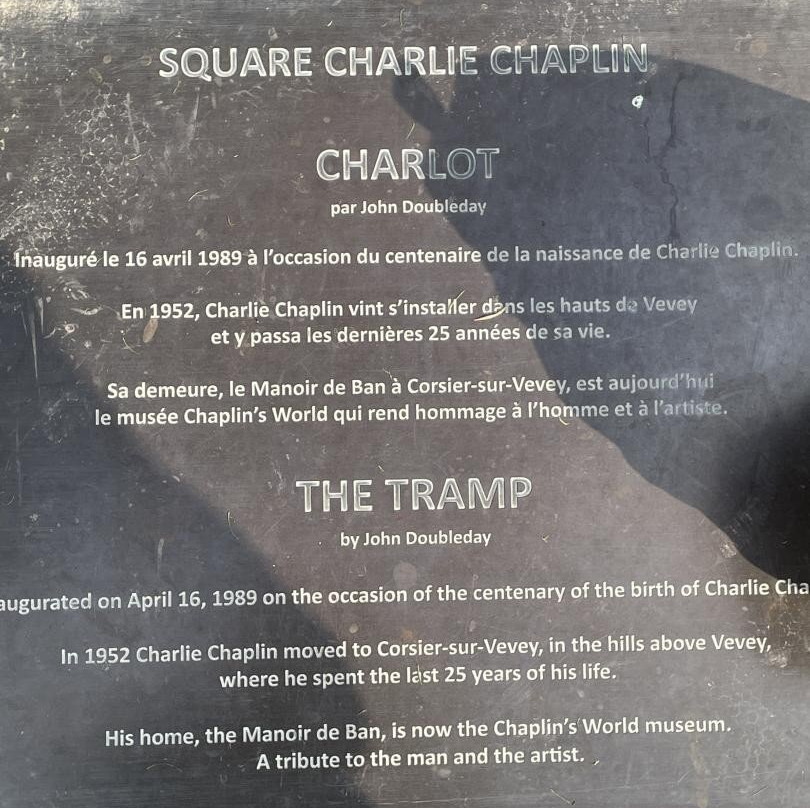 SQUARE CHARLIE CHAPLIN
CHARLOT
par John Doubleday
Inauguré le 16 avril 1989 à l'occasion du centenaire de la naissance de Charlie Chaplin.
En 1952, Charlie Chaplin vint s'installer dans les hauts de Vevey
et y passa les dernières 25 années de sa vie.
Sa demeure, le Manoir de Ban à Corsier-sur-Vevey, est aujourd'hui
le musée Chaplin's World qui rend hommage à l'homme et à l'artiste.
THE TRAMP
by John Doubleday
augurated on April 16, 1989 on the occasion of the centenary of the birth of Charlie Cha
In 1952 Charlie Chaplin moved to Corsier-sur-Vevey, in the hills above Vevey,
where he spent the last 25 years of his life.
His home, the Manoir de Ban, is now the Chaplin's World museum.
A tribute to the man and the artist.